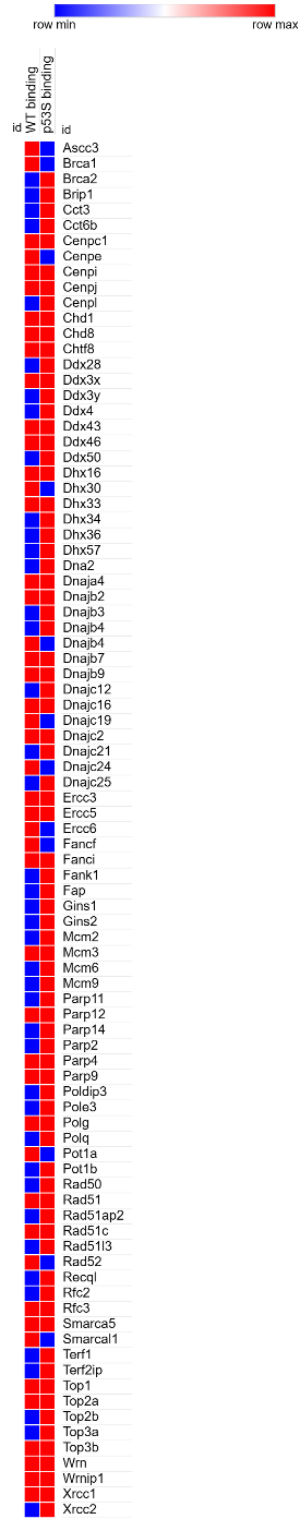 row min row max
id WT binding p53S binding id
Ascc3
Brca1
Brca2
Brip1
Cct3
Cct6b
Cenpc1
Cenpe
Cenpi
Cenpj
Cenpl
Chd1
Chd8
Chtf8
Ddx28
Ddx3x
Ddx3y
Ddx4
Ddx43
Ddx46
Ddx50
Dhx16
Dhx30
Dhx33
Dhx34
Dhx36
Dhx57
Dna2
Dnaja4
Dnajb2
Dnajb3
Dnajb4
Dnajb4
Dnajb7
Dnajb9
Dnajc12
Dnajc16
Dnajc19
Dnajc2
Dnajc21
Dnajc24
Dnajc25
Ercc3
Ercc5
Ercc6
Fancf
Fanci
Fank1
Fap
Gins1
Gins2
Mcm2
Mcm3
Mcm6
Mcm9
Parp11
Parp12
Parp14
Parp2
Parp4
Parp9
Poldip3
Pole3
Polg
Polq
Pot1a
Pot1b
Rad50
Rad51
Rad51ap2
Rad51c
Rad51l3
Rad52
Recql
Rfc2
Rfc3
Smarca5
Smarcal1
Terf1
Terf2ip
Top1
Top2a
Top2b
Top3a
Top3b
Wrn
Wrnip1
Xrcc1
Xrcc2